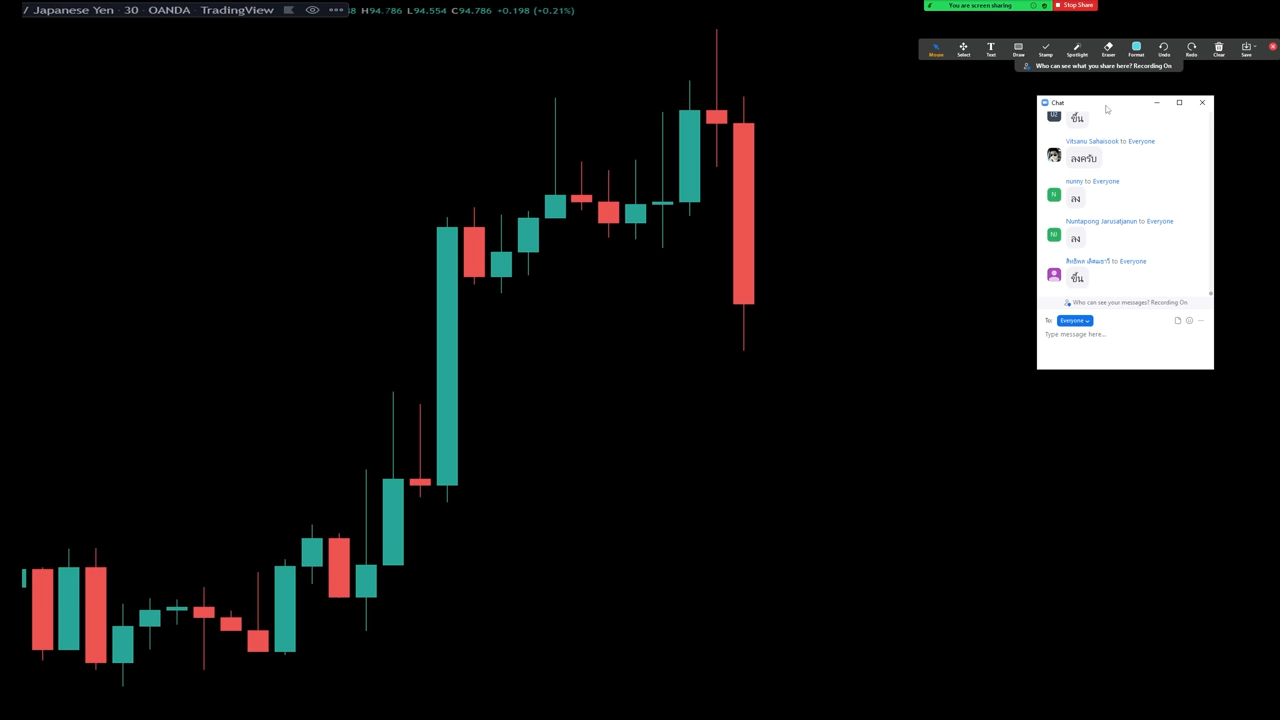 / Japanese Yen · 30 · OANDA · TradingView
H94.786 L94.554 C94.786 +0.198 (+0.21%)
You are screen sharing
Stop Share
Mouse Select Text Draw Stamp Spotlight Eraser Format Undo Redo Clear Save
Who can see what you share here? Recording On
Chat
ขึ้น
Vitsanu Sahaisook to Everyone
ลงครับ
nunny to Everyone
N
ลง
Nuntapong Jarusatjanun to Everyone
NJ
ลง
to Everyone
ขึ้น
Who can see your messages? Recording On
To: Everyone
Type message here...